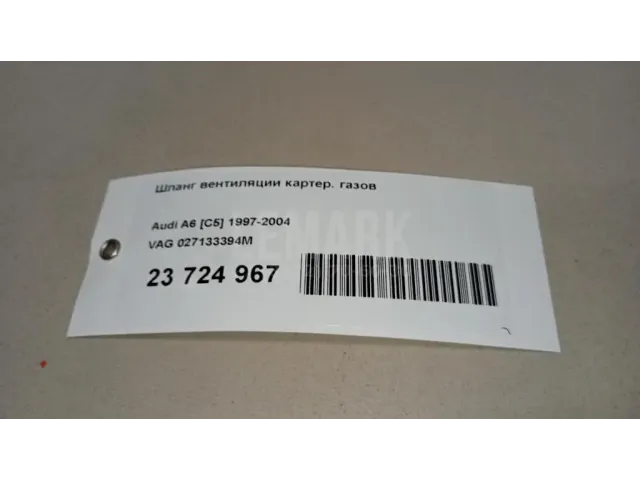 Шланг вентиляции картер. газов
Audi A6 [C5] 1997-2004
VAG 027133394M
23 724 967